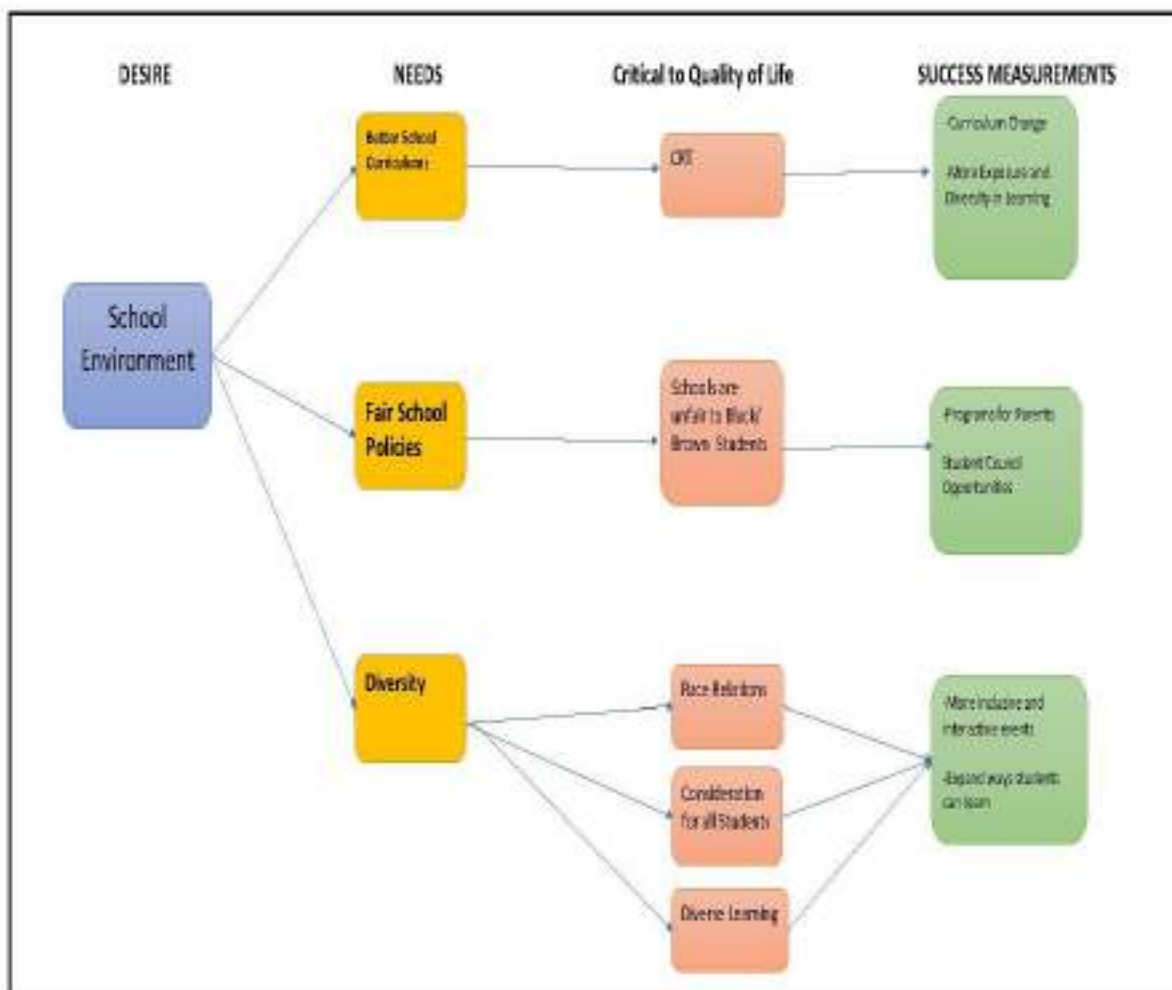 DESIRE
NEEDS
Critical to Quality of Life
SUCCESS MEASUREMENTS
Better School
Curriculums
CRT
-Curriculum Change
-More Exposure and
Diversity in Learning
School
Environment
Fair School
Policies
Schools are
unfair to Black/
Brown Students
-Programs for Parents
Student Council
Opportunities
Diversity
Race Relations
Consideration
for all Students
Diverse Learning
-More inclusive and
interactive events
-Expand ways students
can learn